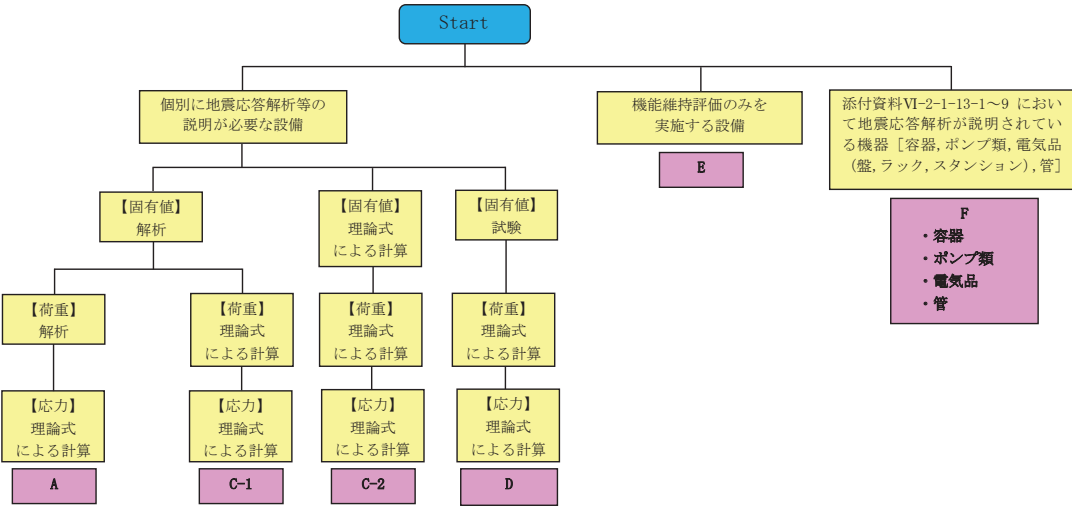 Start
個別に地震応答解析等の
説明が必要な設備
機能維持評価のみを
実施する設備
E
添付資料Ⅵ-2-1-13-1～9 におい
て地震応答解析が説明されてい
る機器［容器,ポンプ類,電気品
（盤,ラック,スタンション）,管］
F
・容器
・ポンプ類
・電気品
・管
【固有値】
解析
【固有値】
理論式
による計算
【固有値】
試験
【荷重】
解析
【荷重】
理論式
による計算
【荷重】
理論式
による計算
【荷重】
理論式
による計算
【応力】
理論式
による計算
【応力】
理論式
による計算
【応力】
理論式
による計算
【応力】
理論式
による計算
A
C-1
C-2
D